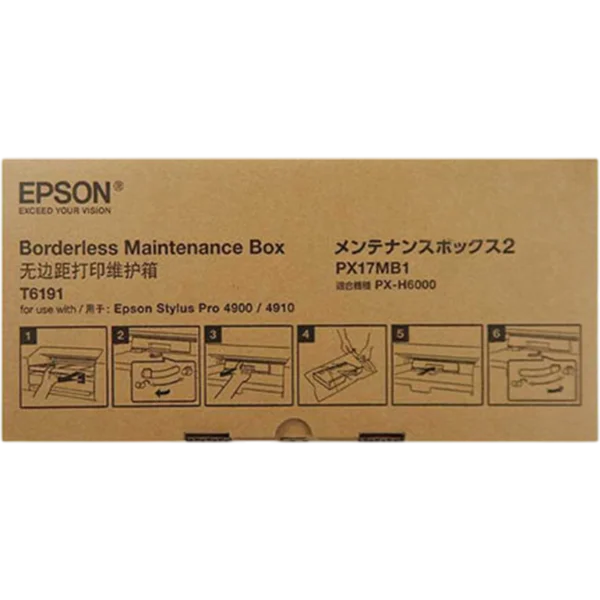 EPSON®
EXCEED YOUR VISION
Borderless Maintenance Box
无边距打印维护箱
T6191
for use with / 用于: Epson Stylus Pro 4900 / 4910
メンテナンスボックス2
PX17MB1
適合機種 PX-H6000
1 2 3 4 5 6